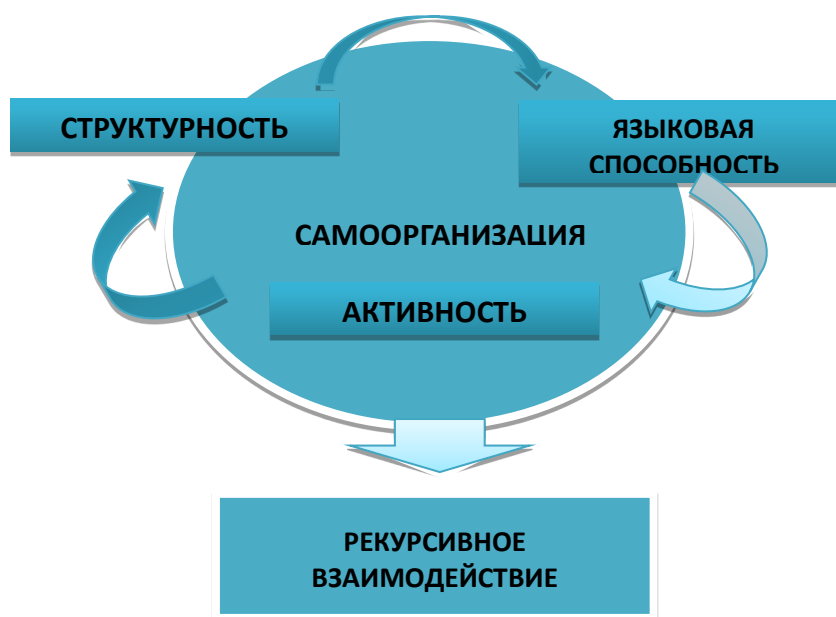 СТРУКТУРНОСТЬ
ЯЗЫКОВАЯ
СПОСОБНОСТЬ
САМООРГАНИЗАЦИЯ
АКТИВНОСТЬ
РЕКУРСИВНОЕ
ВЗАИМОДЕЙСТВИЕ